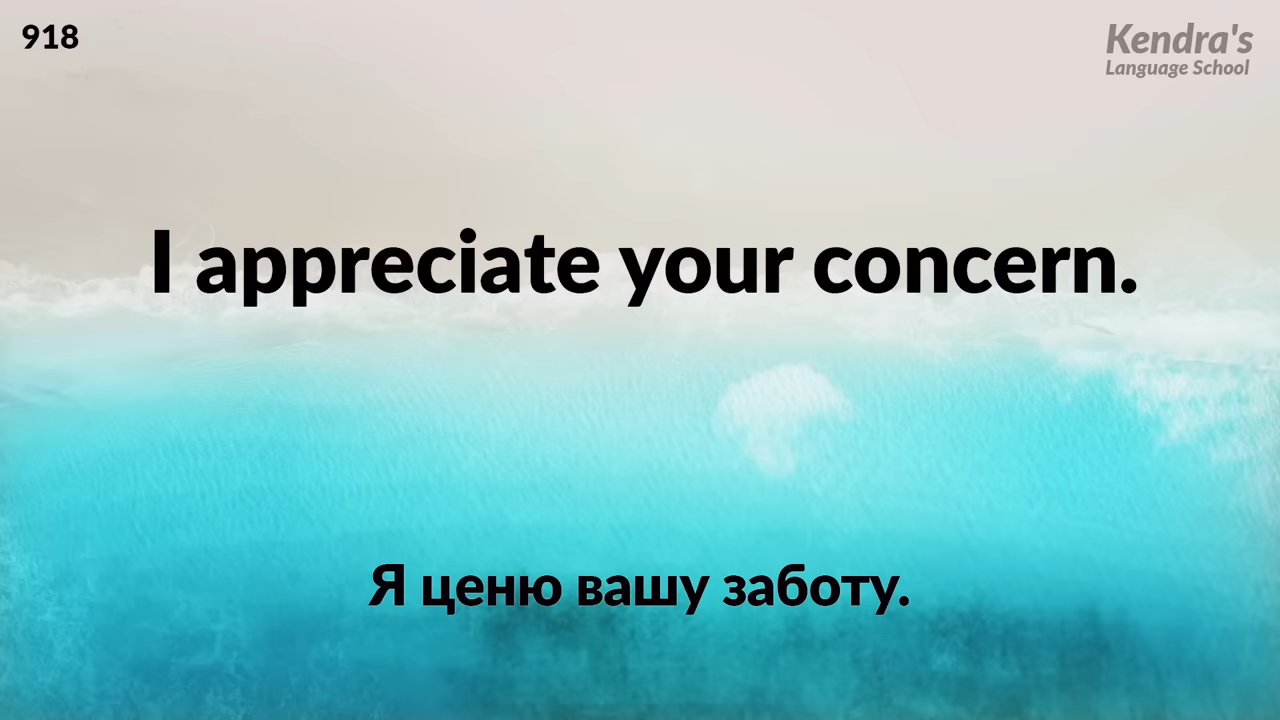 918
Kendra's
Language School
I appreciate your concern.
Я ценю вашу заботу.